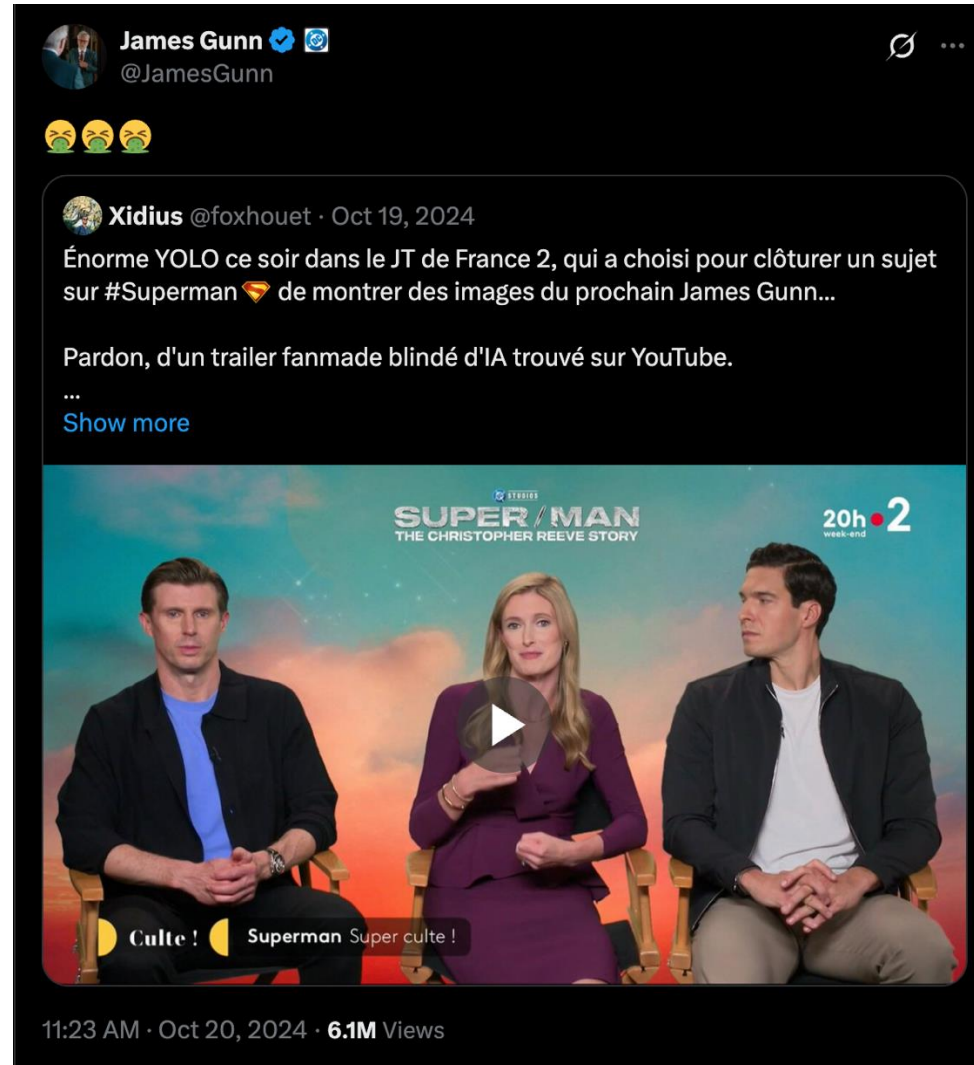 James Gunn
@JamesGunn
🤮🤮🤮
Xidius @foxhouet · Oct 19, 2024
Énorme YOLO ce soir dans le JT de France 2, qui a choisi pour clôturer un sujet
sur #Superman de montrer des images du prochain James Gunn...
Pardon, d'un trailer fanmade blindé d'IA trouvé sur YouTube.
...
Show more
DC STUDIOS
SUPER/MAN
THE CHRISTOPHER REEVE STORY
20h 2
week-end
Culte ! Superman Super culte !
11:23 AM · Oct 20, 2024 · 6.1M Views